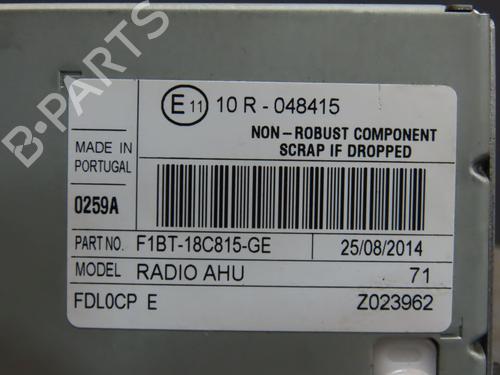 E 11 10 R - 048415
NON - ROBUST COMPONENT
SCRAP IF DROPPED
MADE IN
PORTUGAL
0259A
PART NO. F1BT-18C815-GE 25/08/2014
MODEL RADIO AHU 71
FDL0CP E Z023962
B-PARTS